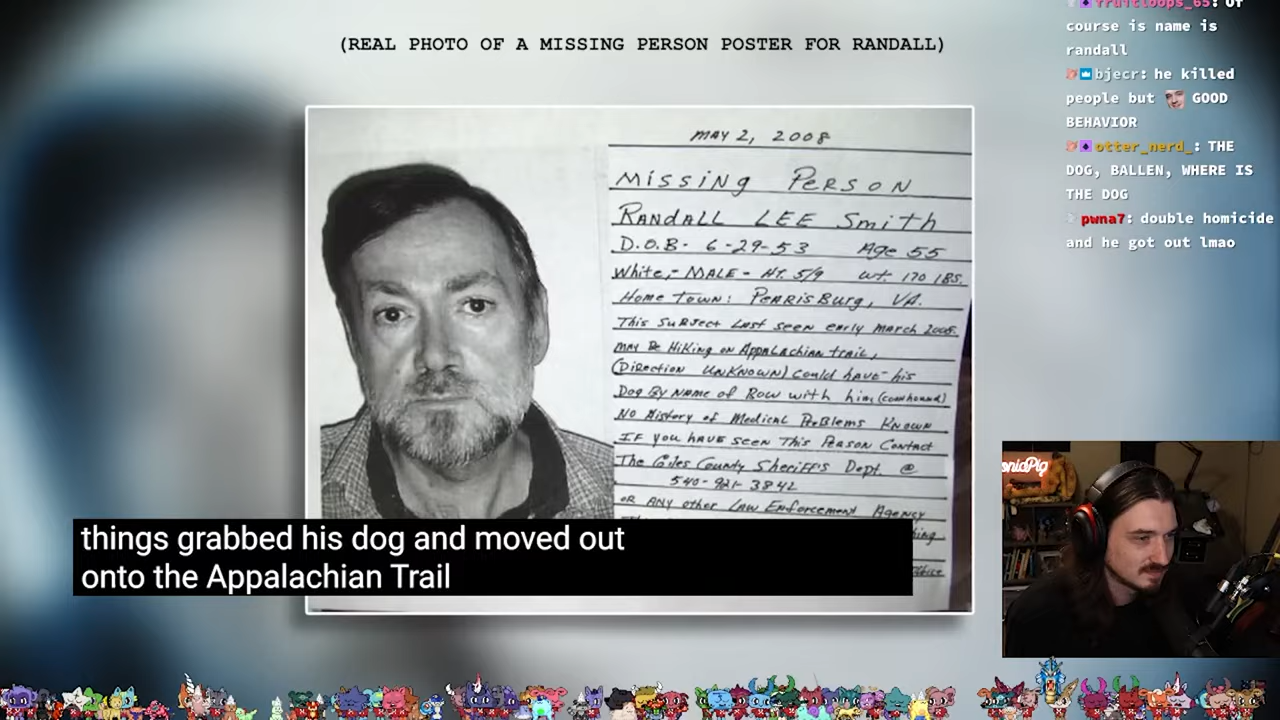 (REAL PHOTO OF A MISSING PERSON POSTER FOR RANDALL)
MAY 2, 2008
MISSING PERSON
RANDALL LEE Smith
D.O.B- 6-29-53 Age 55
White,- MALE - HT. 5/9 wt. 170 lBS.
Home Town: PeaRisBurg, VA.
This SuBJect Last seen early March 2008.
may Be Hiking on AppaLachian trail,
(Direction UnKnown) Could have his
Dog By Name of Bow with him (coonhound)
No History of Medical PRoBlems Known
IF you HAVE seen This Person Contact
The Giles County SheRiFF's Dept. @
540-921-3842
or ANY other Law Enforcement Agency
things grabbed his dog and moved out
onto the Appalachian Trail
fruitloops_65: Of
course is name is
randall
bjecr: he killed
people but GOOD
BEHAVIOR
otter_nerd_: THE
DOG, BALLEN, WHERE IS
THE DOG
pwna7: double homicide
and he got out lmao
oniaPig